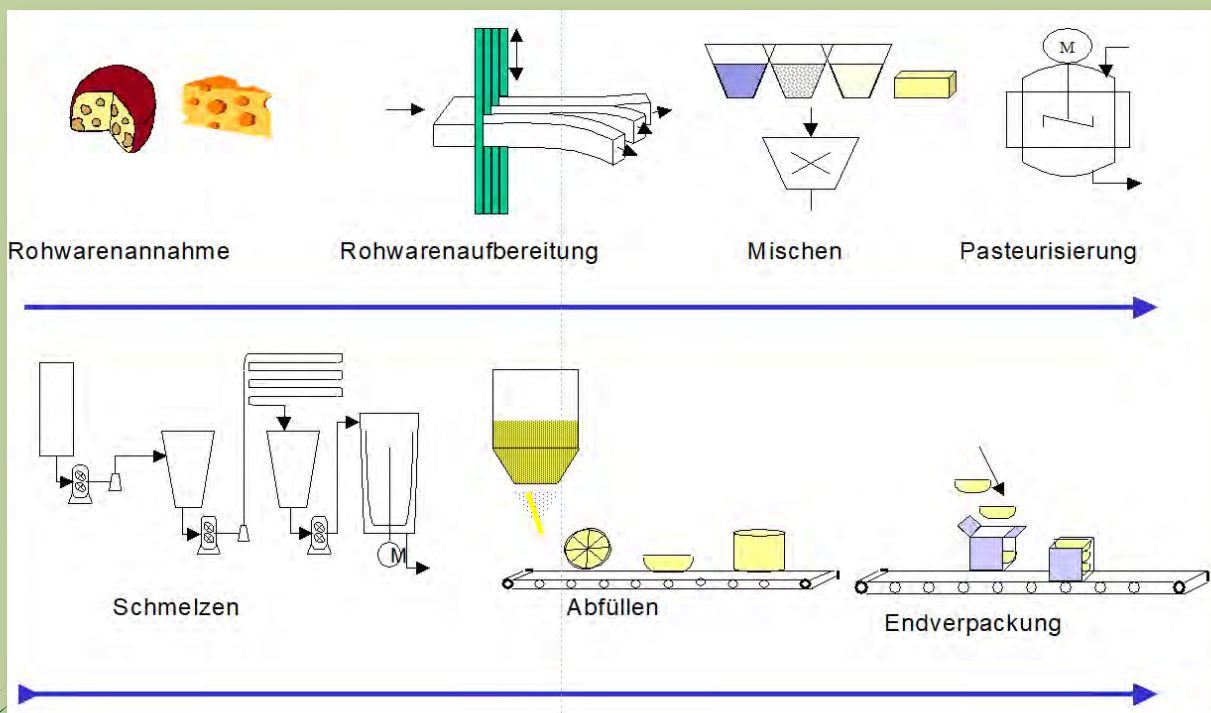 M
Rohwarenannahme
Rohwarenaufbereitung
Mischen
Pasteurisierung
M
Schmelzen
Abfüllen
Endverpackung